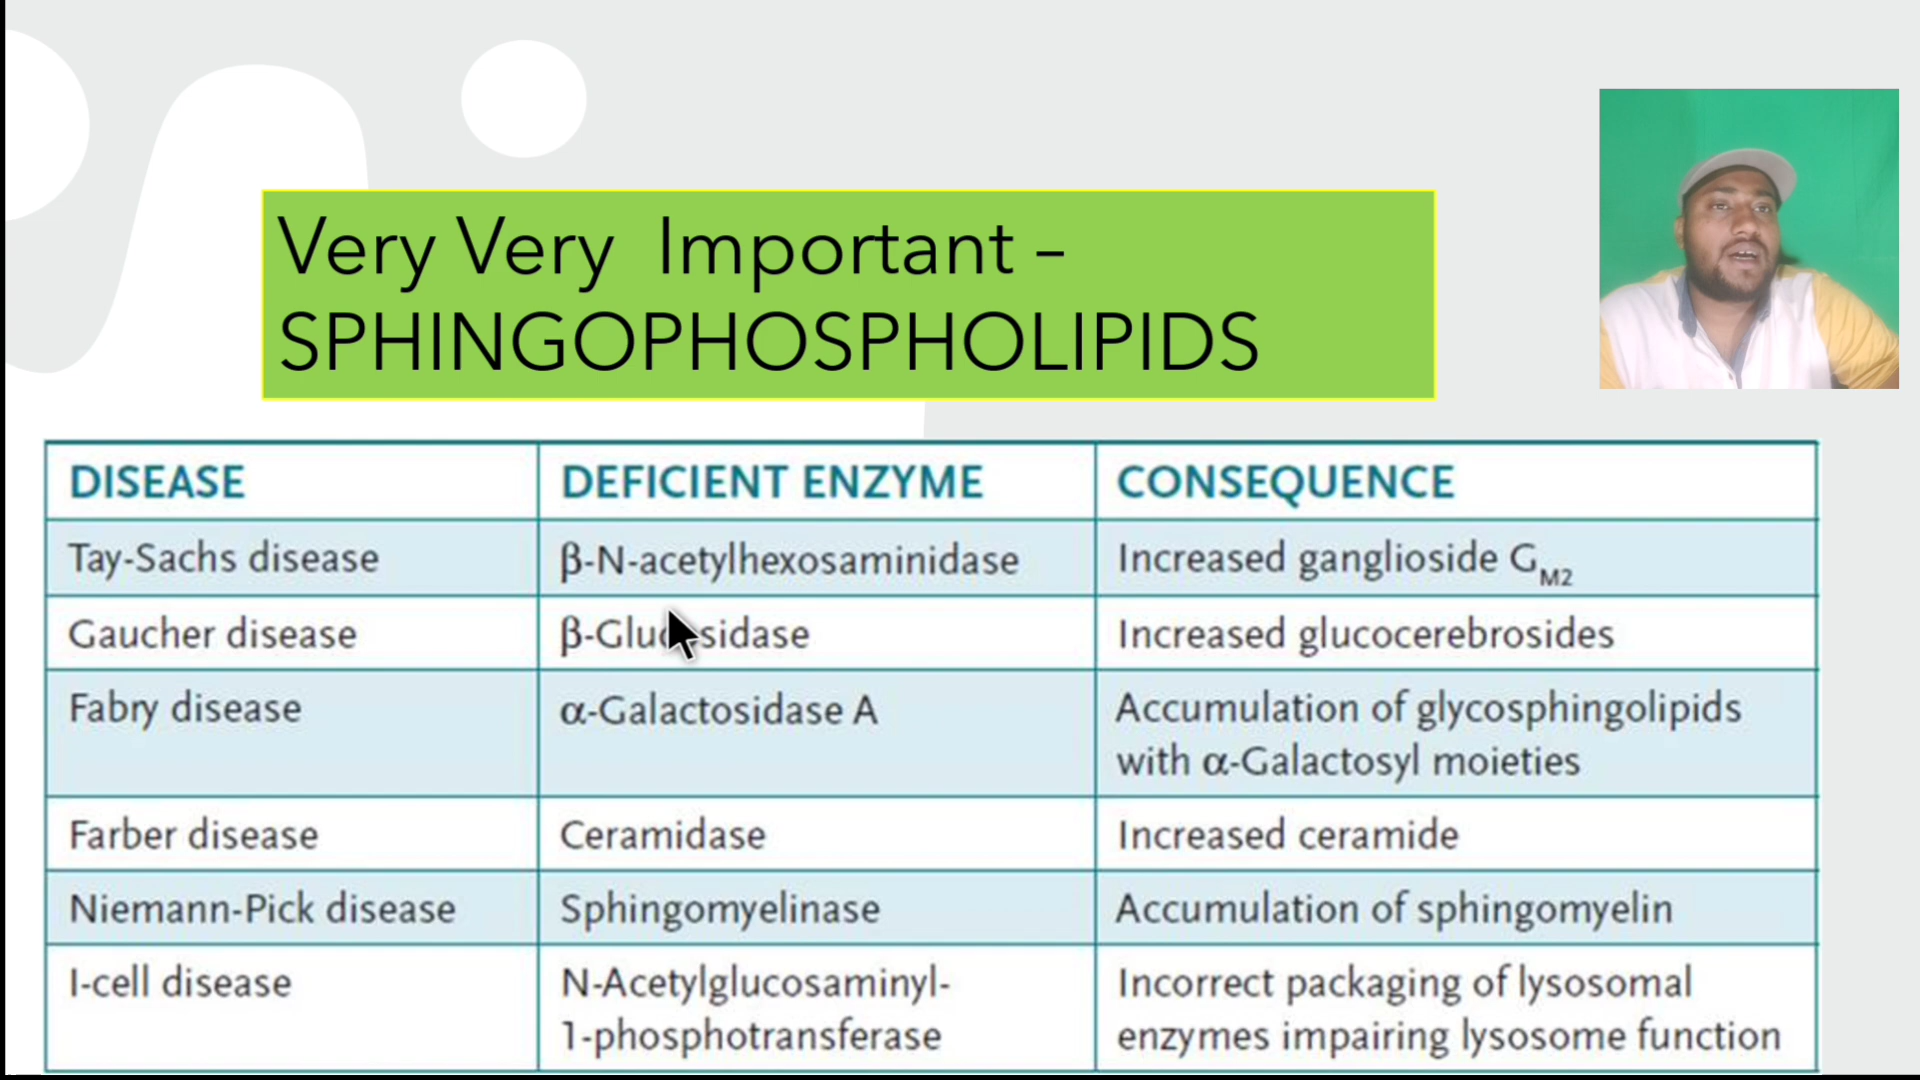 Very Very Important –
SPHINGOPHOSPHOLIPIDS
DISEASE DEFICIENT ENZYME CONSEQUENCE
Tay-Sachs disease β-N-acetylhexosaminidase Increased ganglioside G_M2
Gaucher disease Increased glucocerebrosides
Fabry disease α-Galactosidase A Accumulation of glycosphingolipids
with α-Galactosyl moieties
Farber disease Ceramidase Increased ceramide
Niemann-Pick disease Sphingomyelinase Accumulation of sphingomyelin
I-cell disease N-Acetylglucosaminyl- Incorrect packaging of lysosomal
1-phosphotransferase enzymes impairing lysosome function